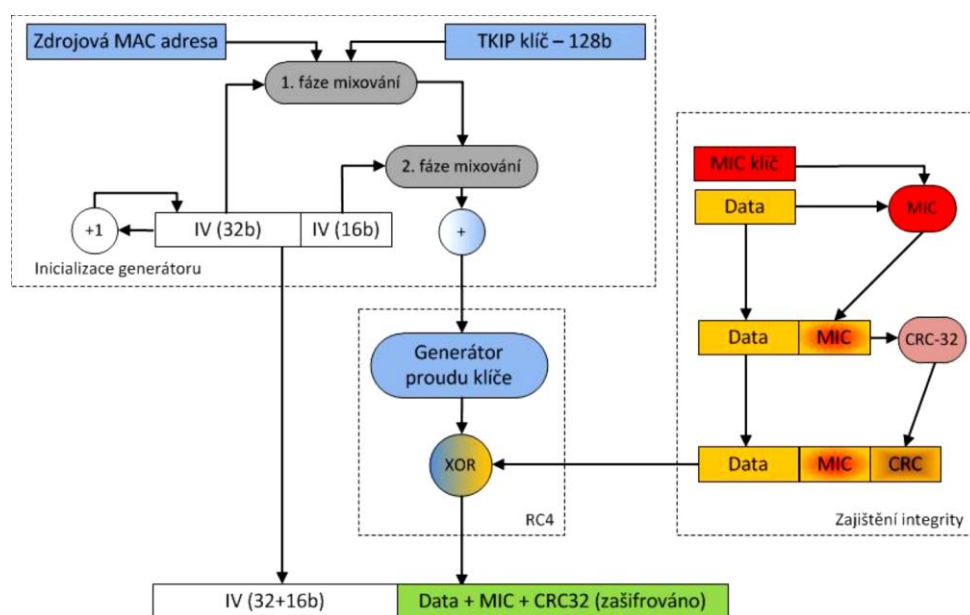 Zdrojová MAC adresa
TKIP klíč – 128b
1. fáze mixování
2. fáze mixování
+1
IV (32b)
IV (16b)
+
Inicializace generátoru
MIC klíč
Data
MIC
Data
MIC
CRC-32
Generátor
proudu klíče
XOR
Data
MIC
CRC
RC4
Zajištění integrity
IV (32+16b)
Data + MIC + CRC32 (zašifrováno)